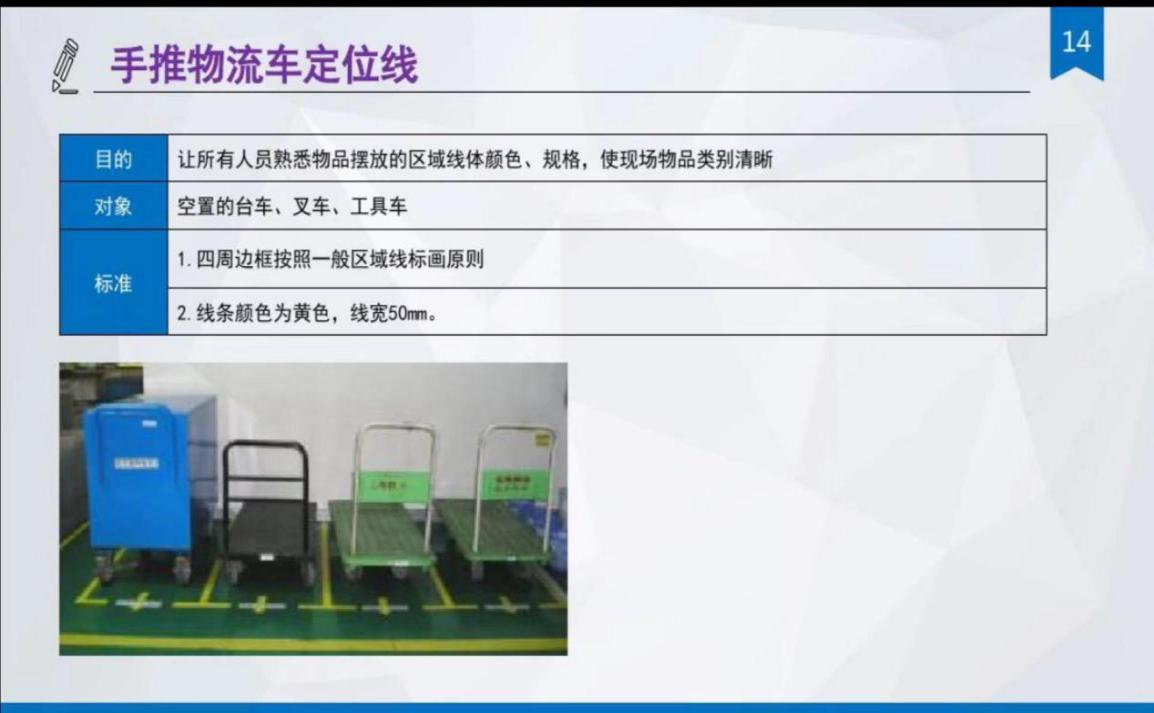 手推物流车定位线
14
目的
让所有人员熟悉物品摆放的区域线体颜色、规格，使现场物品类别清晰
对象
空置的台车、叉车、工具车
标准
1.四周边框按照一般区域线标画原则
2.线条颜色为黄色，线宽50mm。